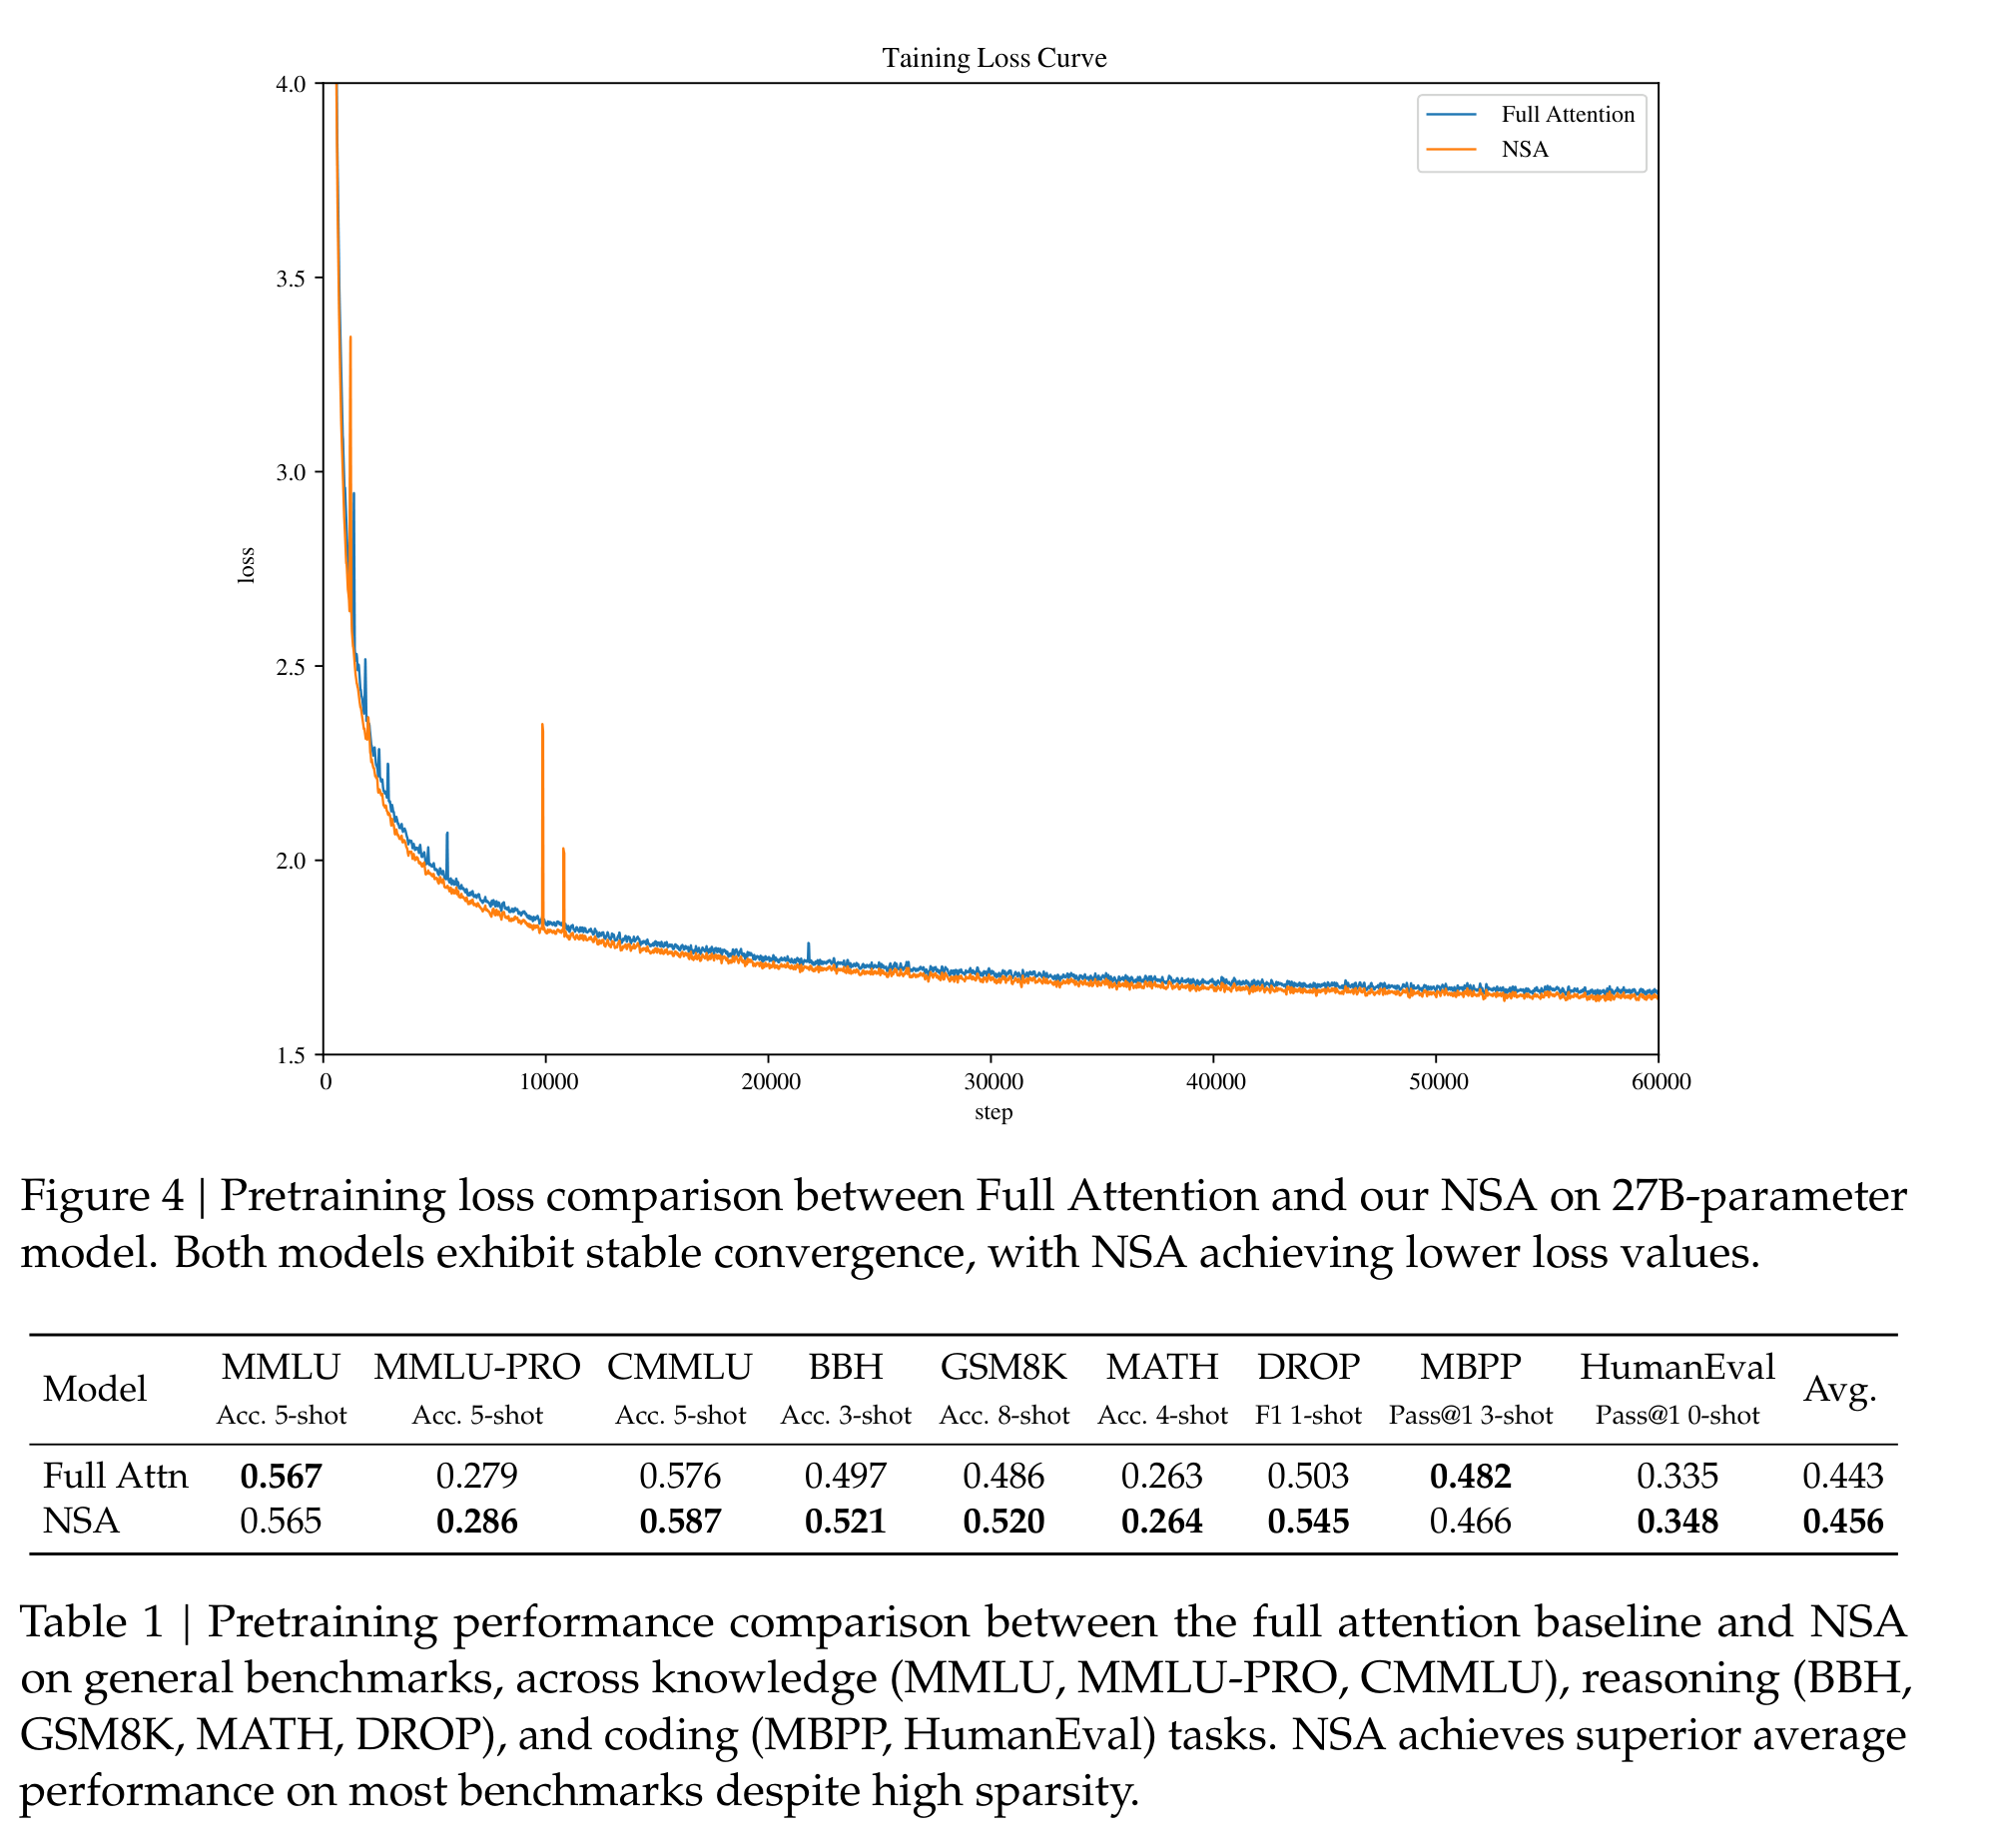 Taining Loss Curve
4.0
3.5
3.0
2.5
2.0
1.5
loss
Full Attention
NSA
0 10000 20000 30000 40000 50000 60000
step
Figure 4 | Pretraining loss comparison between Full Attention and our NSA on 27B-parameter
model. Both models exhibit stable convergence, with NSA achieving lower loss values.
Model MMLU MMLU-PRO CMMLU BBH GSM8K MATH DROP MBPP HumanEval Avg.
Acc. 5-shot Acc. 5-shot Acc. 5-shot Acc. 3-shot Acc. 8-shot Acc. 4-shot F1 1-shot Pass@1 3-shot Pass@1 0-shot
Full Attn 0.567 0.279 0.576 0.497 0.486 0.263 0.503 0.482 0.335 0.443
NSA 0.565 0.286 0.587 0.521 0.520 0.264 0.545 0.466 0.348 0.456
Table 1 | Pretraining performance comparison between the full attention baseline and NSA
on general benchmarks, across knowledge (MMLU, MMLU-PRO, CMMLU), reasoning (BBH,
GSM8K, MATH, DROP), and coding (MBPP, HumanEval) tasks. NSA achieves superior average
performance on most benchmarks despite high sparsity.